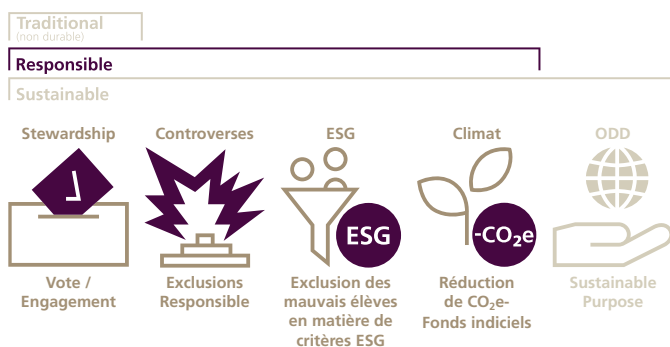 Traditional
(non durable)
Responsible
Sustainable
Stewardship
Controverses
ESG
Climat
ODD
ESG
-CO₂e
Vote /
Engagement
Exclusions
Responsible
Exclusion des
mauvais élèves
en matière de
critères ESG
Réduction
de CO₂e-
Fonds indiciels
Sustainable
Purpose